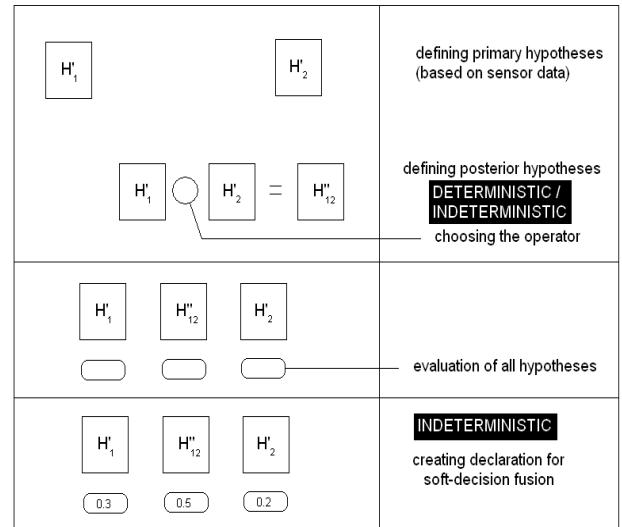 H'₁
H'₂
defining primary hypotheses
(based on sensor data)
defining posterior hypotheses
H'₁ H'₂ = H''₁₂
DETERMINISTIC /
INDETERMINISTIC
choosing the operator
H'₁ H''₁₂ H'₂
evaluation of all hypotheses
H'₁ H''₁₂ H'₂
0.3 0.5 0.2
INDETERMINISTIC
creating declaration for
soft-decision fusion